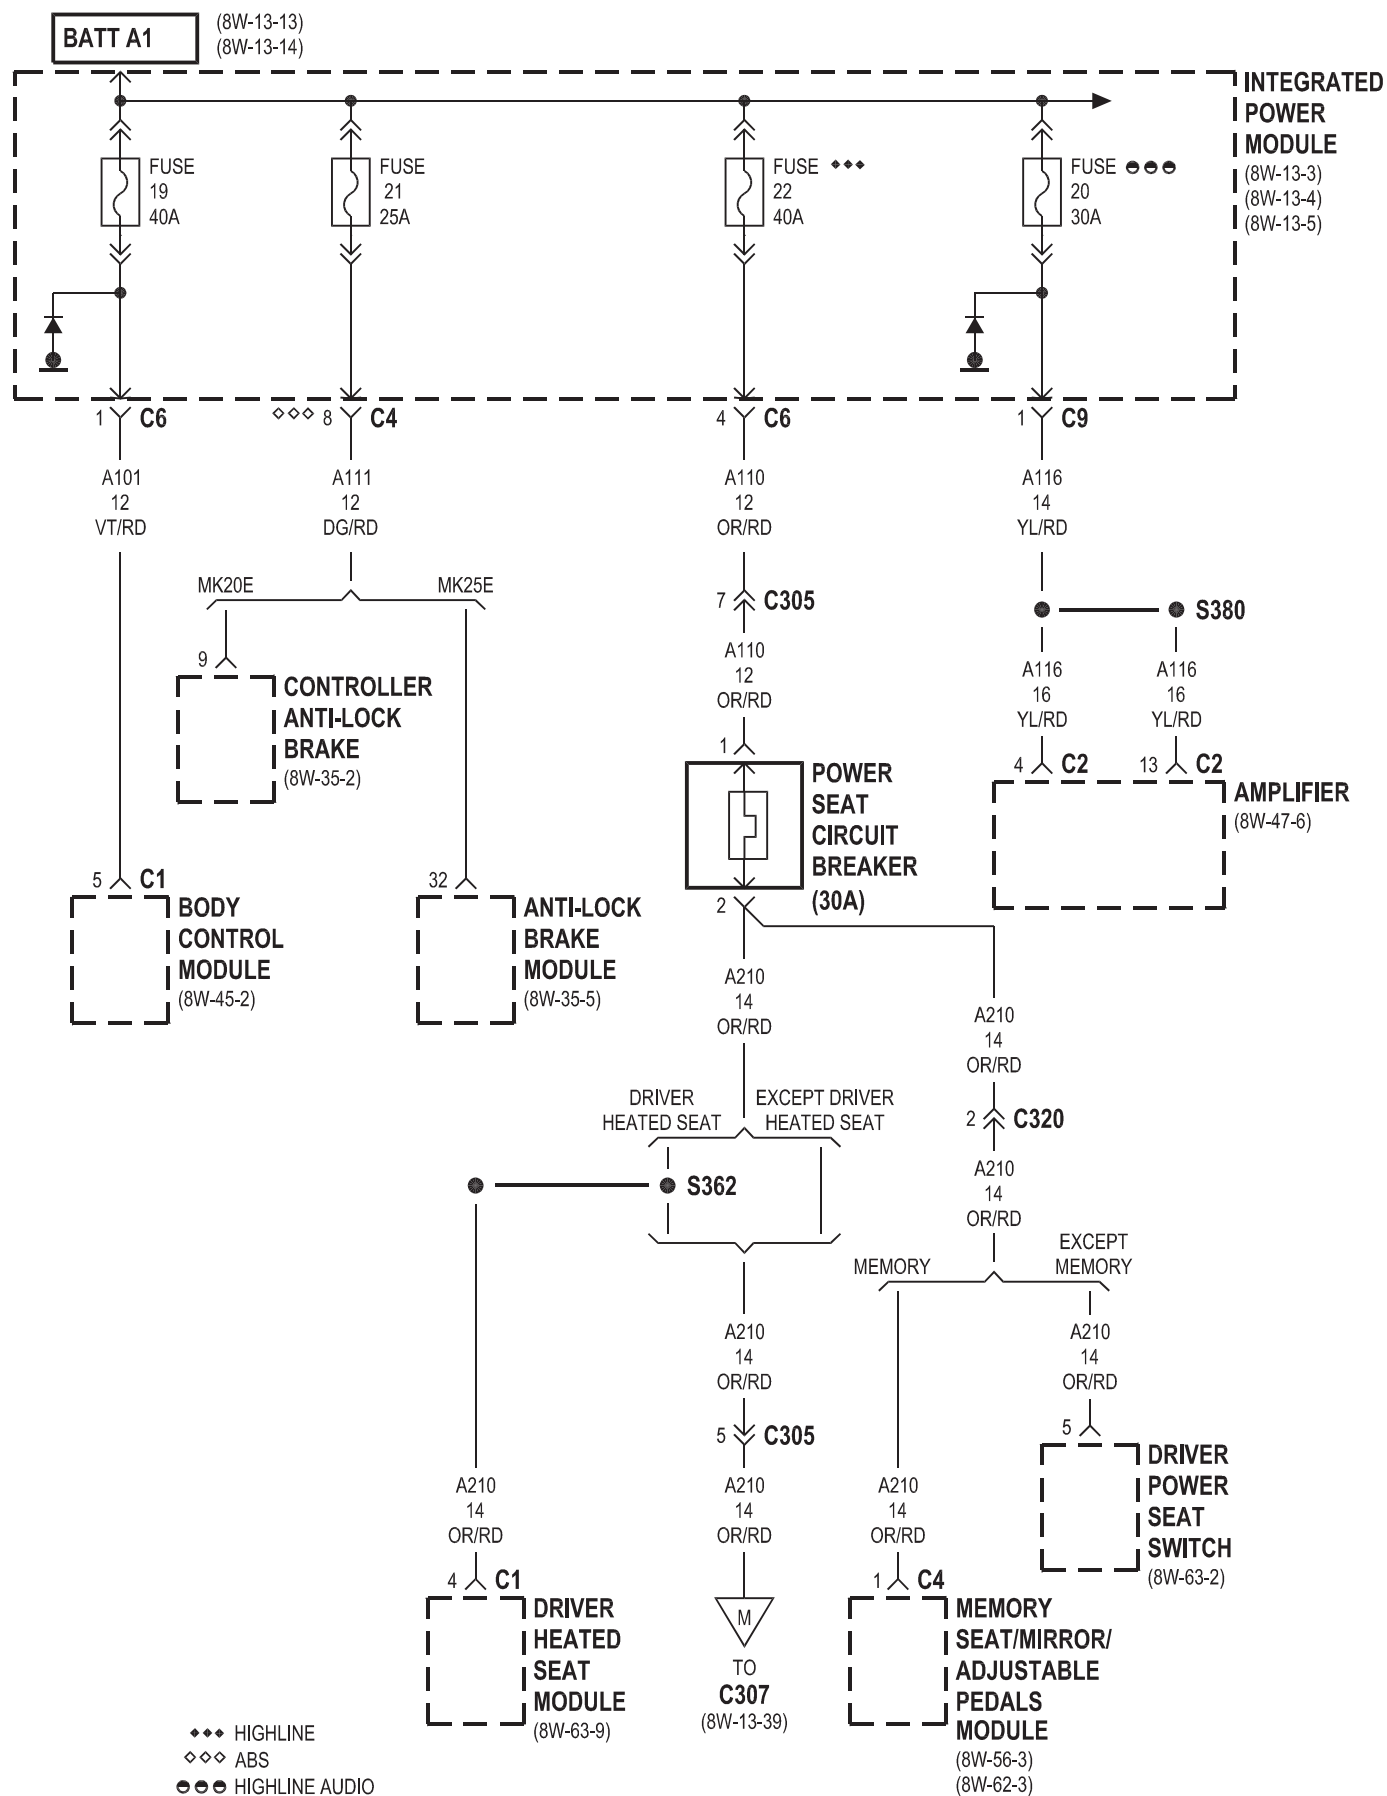 BATT A1
(8W-13-13)
(8W-13-14)
INTEGRATED
POWER
MODULE
(8W-13-3)
(8W-13-4)
(8W-13-5)
FUSE
19
40A
FUSE
21
25A
FUSE
22
40A
FUSE
20
30A
1 C6
8 C4
4 C6
1 C9
A101
12
VT/RD
A111
12
DG/RD
A110
12
OR/RD
A116
14
YL/RD
MK20E
MK25E
7 C305
S380
A110
12
OR/RD
A116
16
YL/RD
A116
16
YL/RD
9
CONTROLLER
ANTI-LOCK
BRAKE
(8W-35-2)
1
POWER
SEAT
CIRCUIT
BREAKER
(30A)
2
4 C2
13 C2
AMPLIFIER
(8W-47-6)
5 C1
BODY
CONTROL
MODULE
(8W-45-2)
32
ANTI-LOCK
BRAKE
MODULE
(8W-35-5)
A210
14
OR/RD
A210
14
OR/RD
DRIVER
HEATED SEAT
EXCEPT DRIVER
HEATED SEAT
2 C320
S362
A210
14
OR/RD
MEMORY
EXCEPT
MEMORY
A210
14
OR/RD
A210
14
OR/RD
5 C305
5
DRIVER
POWER
SEAT
SWITCH
(8W-63-2)
A210
14
OR/RD
A210
14
OR/RD
A210
14
OR/RD
4 C1
DRIVER
HEATED
SEAT
MODULE
(8W-63-9)
M
TO
C307
(8W-13-39)
1 C4
MEMORY
SEAT/MIRROR/
ADJUSTABLE
PEDALS
MODULE
(8W-56-3)
(8W-62-3)
HIGHLINE
ABS
HIGHLINE AUDIO